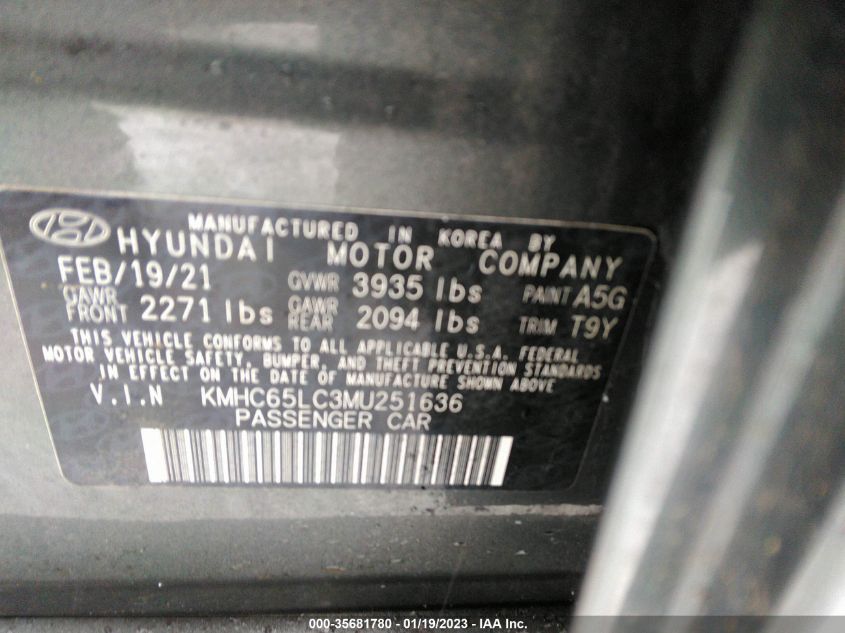 MANUFACTURED IN KOREA BY
HYUNDAI MOTOR COMPANY
FEB/19/21 GVWR 3935 lbs PAINT A5G
GAWR FRONT 2271 lbs GAWR REAR 2094 lbs TRIM T9Y
THIS VEHICLE CONFORMS TO ALL APPLICABLE U.S.A. FEDERAL
MOTOR VEHICLE SAFETY, BUMPER, AND THEFT PREVENTION STANDARDS
IN EFFECT ON THE DATE OF MANUFACTURE SHOWN ABOVE
V.I.N KMHC65LC3MU251636
PASSENGER CAR
000-35681780 - 01/19/2023 - IAA Inc.